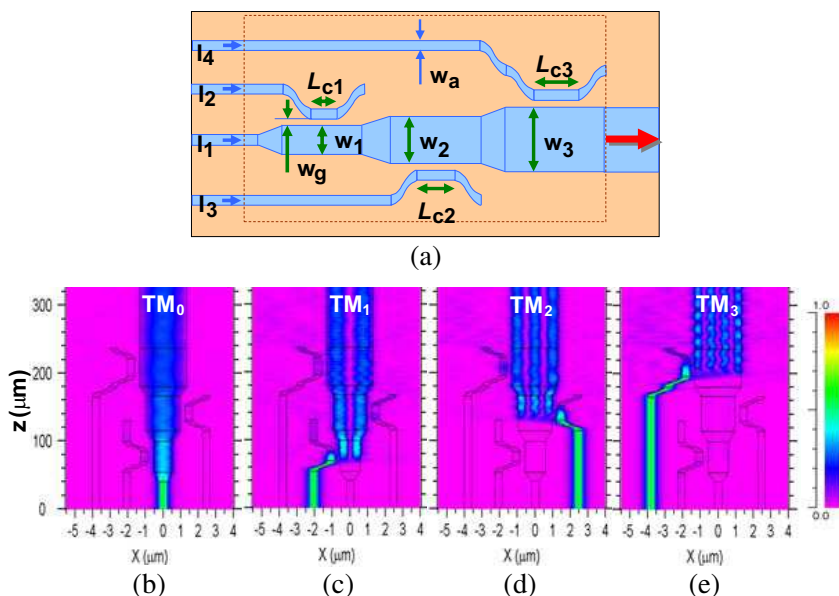 I4
Lc1
Lc3
I2
wa
I1
w1
w2
w3
wg
I3
Lc2
(a)
TM0 TM1 TM2 TM3
300
200
100
0
z (μm)
1.0
0.0
-5 -4 -3 -2 -1 0 1 2 3 4 -5 -4 -3 -2 -1 0 1 2 3 4 -5 -4 -3 -2 -1 0 1 2 3 4 -5 -4 -3 -2 -1 0 1 2 3 4
X (μm) X (μm) X (μm) X (μm)
(b) (c) (d) (e)